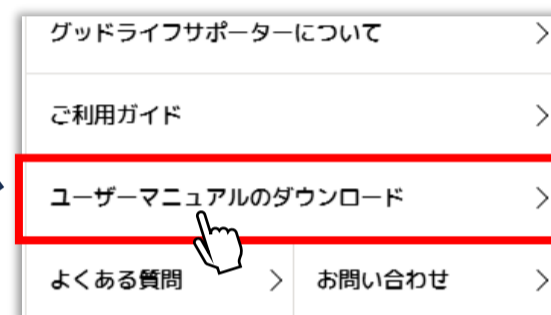 グッドライフサポーターについて
ご利用ガイド
ユーザーマニュアルのダウンロード
よくある質問 お問い合わせ